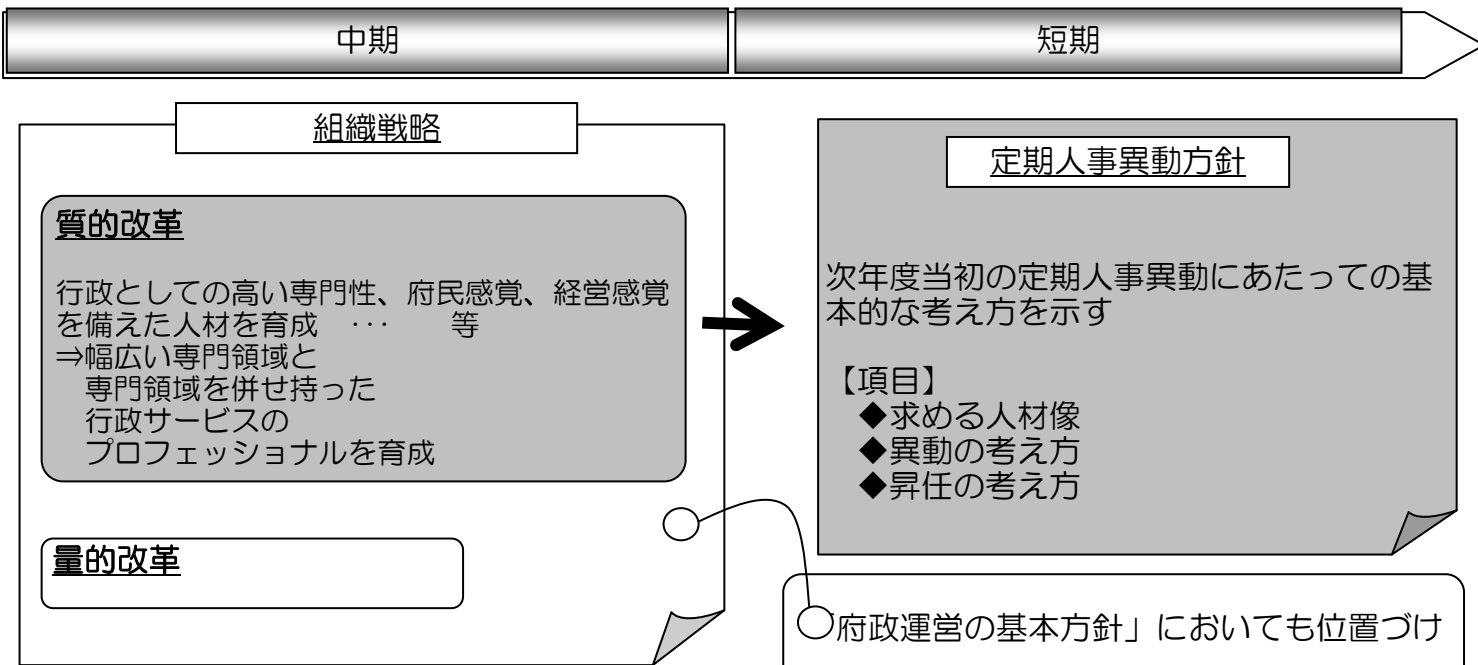 中期
短期
組織戦略
質的改革
行政としての高い専門性、府民感覚、経営感覚
を備えた人材を育成　･･･　　等
⇒幅広い専門領域と
専門領域を併せ持った
行政サービスの
プロフェッショナルを育成
量的改革
定期人事異動方針
次年度当初の定期人事異動にあたっての基
本的な考え方を示す
【項目】
◆求める人材像
◆異動の考え方
◆昇任の考え方
「府政運営の基本方針」においても位置づけ